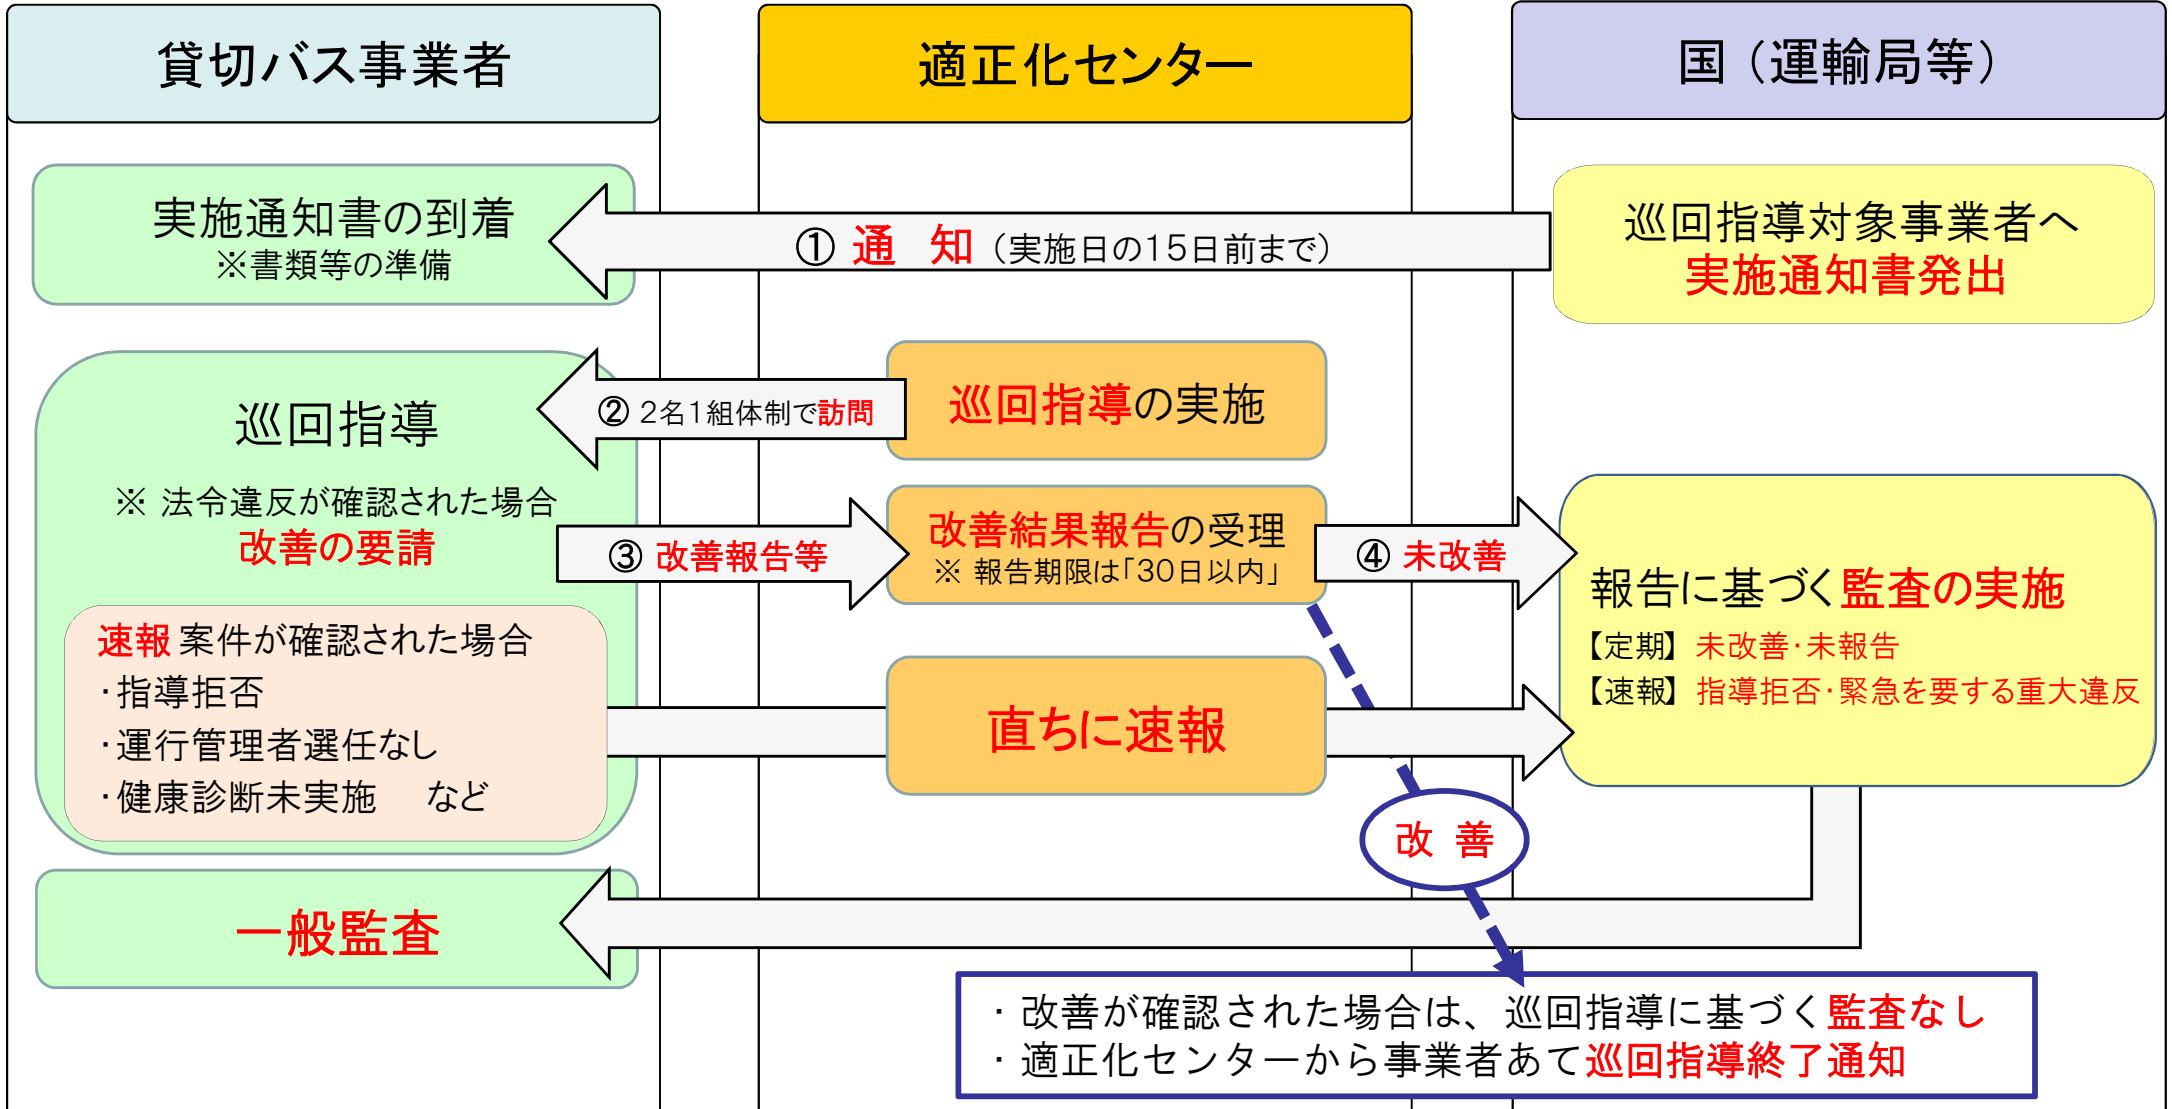 貸切バス事業者
適正化センター
国（運輸局等）
実施通知書の到着
※書類等の準備
① 通　知（実施日の15日前まで）
巡回指導対象事業者へ
実施通知書発出
巡回指導
② 2名1組体制で訪問
巡回指導の実施
※ 法令違反が確認された場合
改善の要請
③ 改善報告等
改善結果報告の受理
※ 報告期限は「30日以内」
④ 未改善
報告に基づく監査の実施
【定期】 未改善・未報告
【速報】 指導拒否・緊急を要する重大違反
速報 案件が確認された場合
・指導拒否
・運行管理者選任なし
・健康診断未実施　など
直ちに速報
改 善
一般監査
・改善が確認された場合は、巡回指導に基づく監査なし
・適正化センターから事業者あて巡回指導終了通知